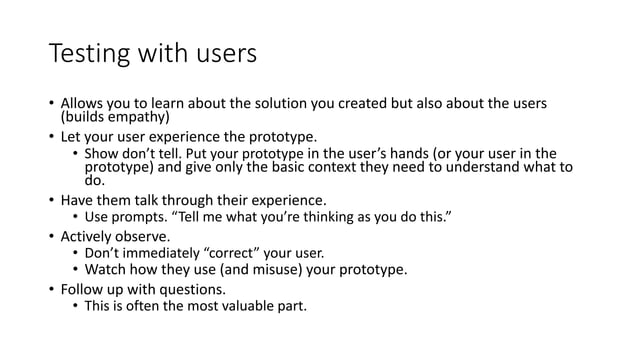 Testing with users
• Allows you to learn about the solution you created but also about the users
(builds empathy)
• Let your user experience the prototype.
• Show don’t tell. Put your prototype in the user’s hands (or your user in the
prototype) and give only the basic context they need to understand what to
do.
• Have them talk through their experience.
• Use prompts. “Tell me what you’re thinking as you do this.”
• Actively observe.
• Don’t immediately “correct” your user.
• Watch how they use (and misuse) your prototype.
• Follow up with questions.
• This is often the most valuable part.